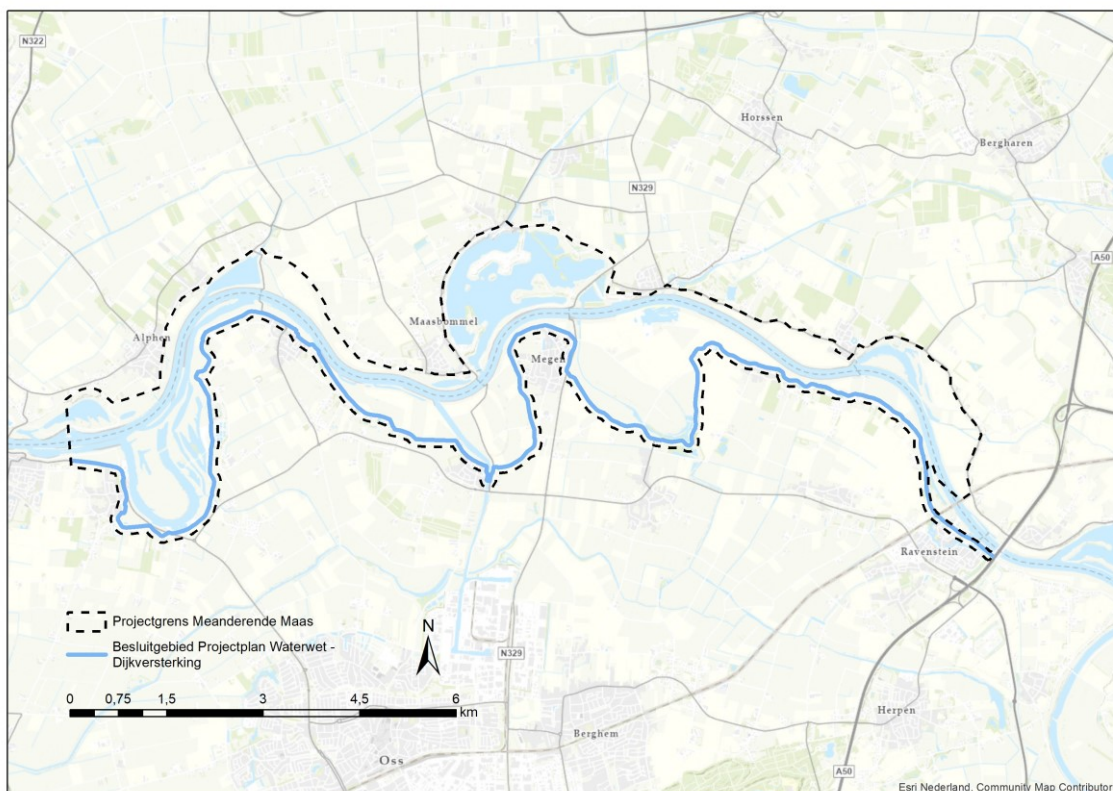 N322
Horssen
Bergharen
N329
A50
Maasbommel
Alphen
Megen
Ravenstein
Projectgrens Meanderende Maas
Besluitgebied Projectplan Waterwet -
Dijkversterking
N
N329
0 0,75 1,5 3 4,5 6
km
Herpen
Berghem
Oss
A50
Esri Nederland, Community Map Contributor